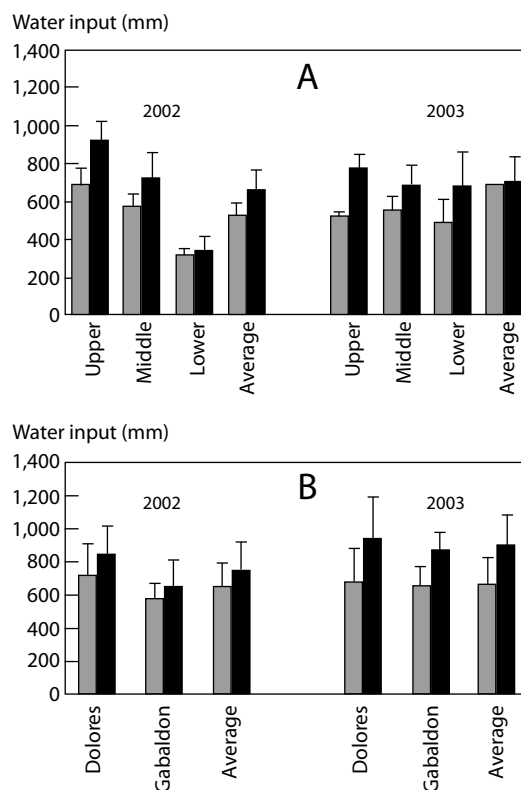 Water input (mm)
1,400
1,200
1,000
800
600
400
200
0
A
2002
2003
Upper
Middle
Lower
Average
Upper
Middle
Lower
Average
Water input (mm)
1,400
1,200
1,000
800
600
400
200
0
B
2002
2003
Dolores
Gabaldon
Average
Dolores
Gabaldon
Average